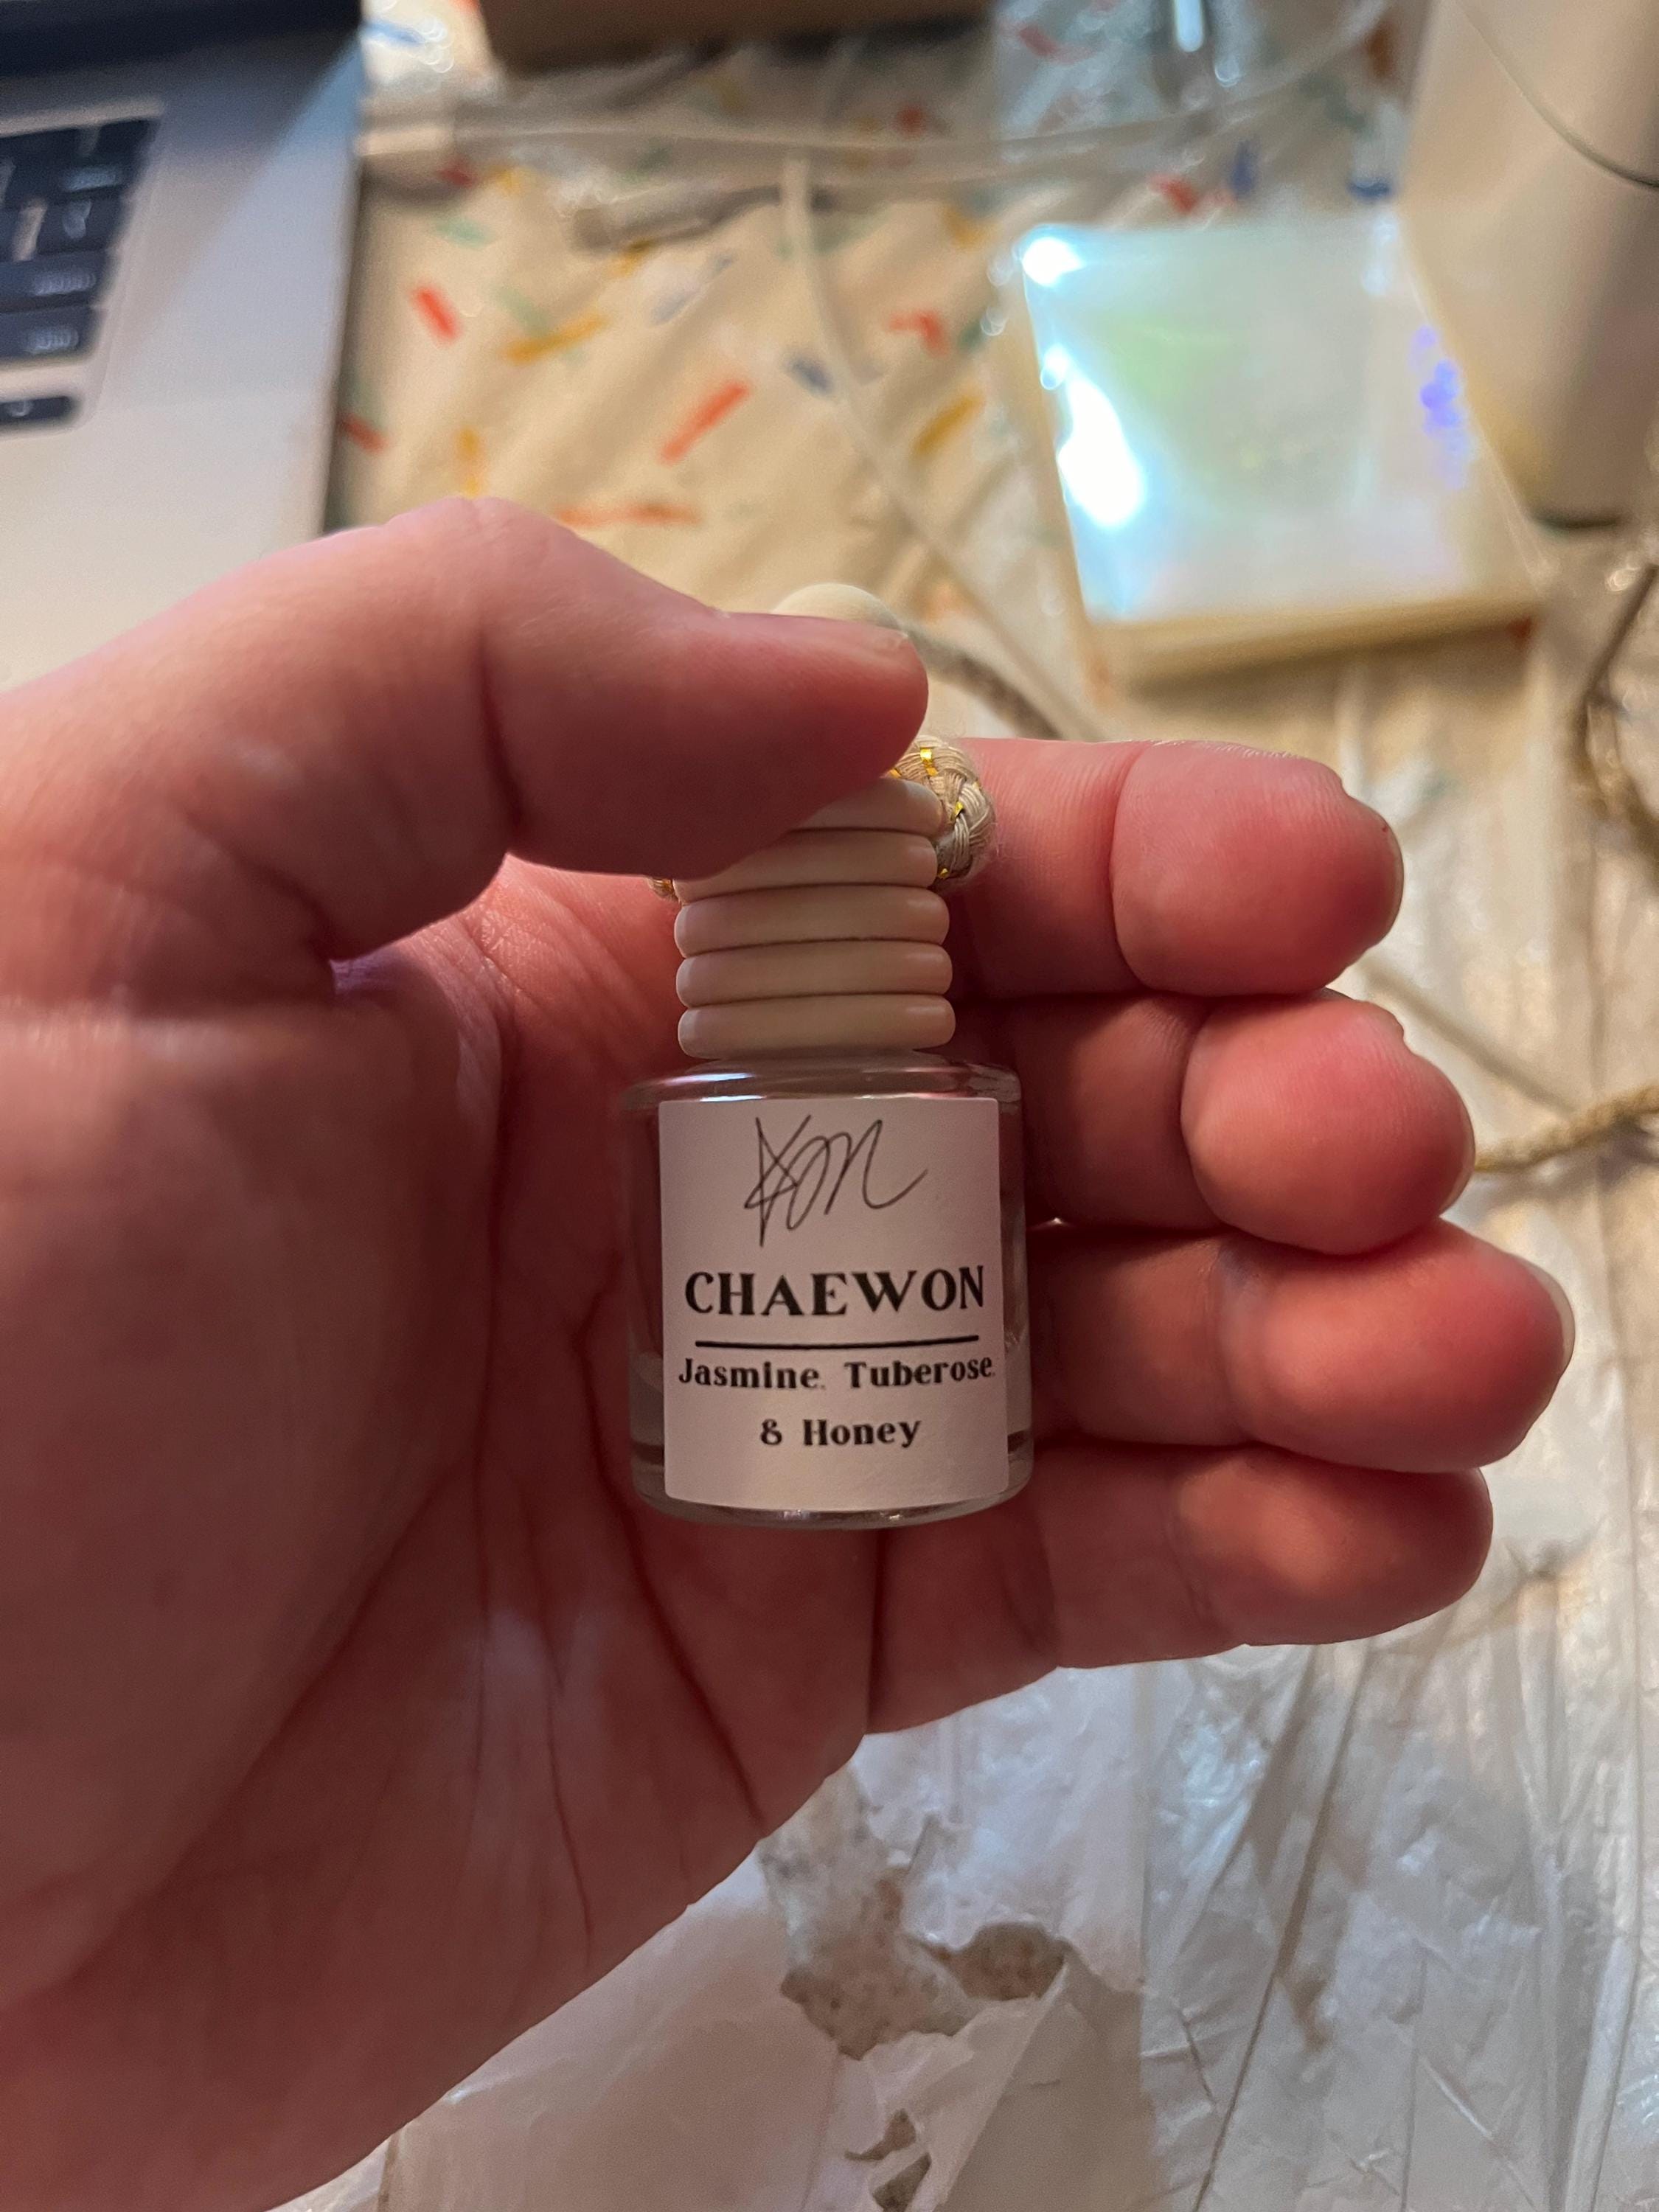 CHAEWON
Jasmine, Tuberose,
& Honey